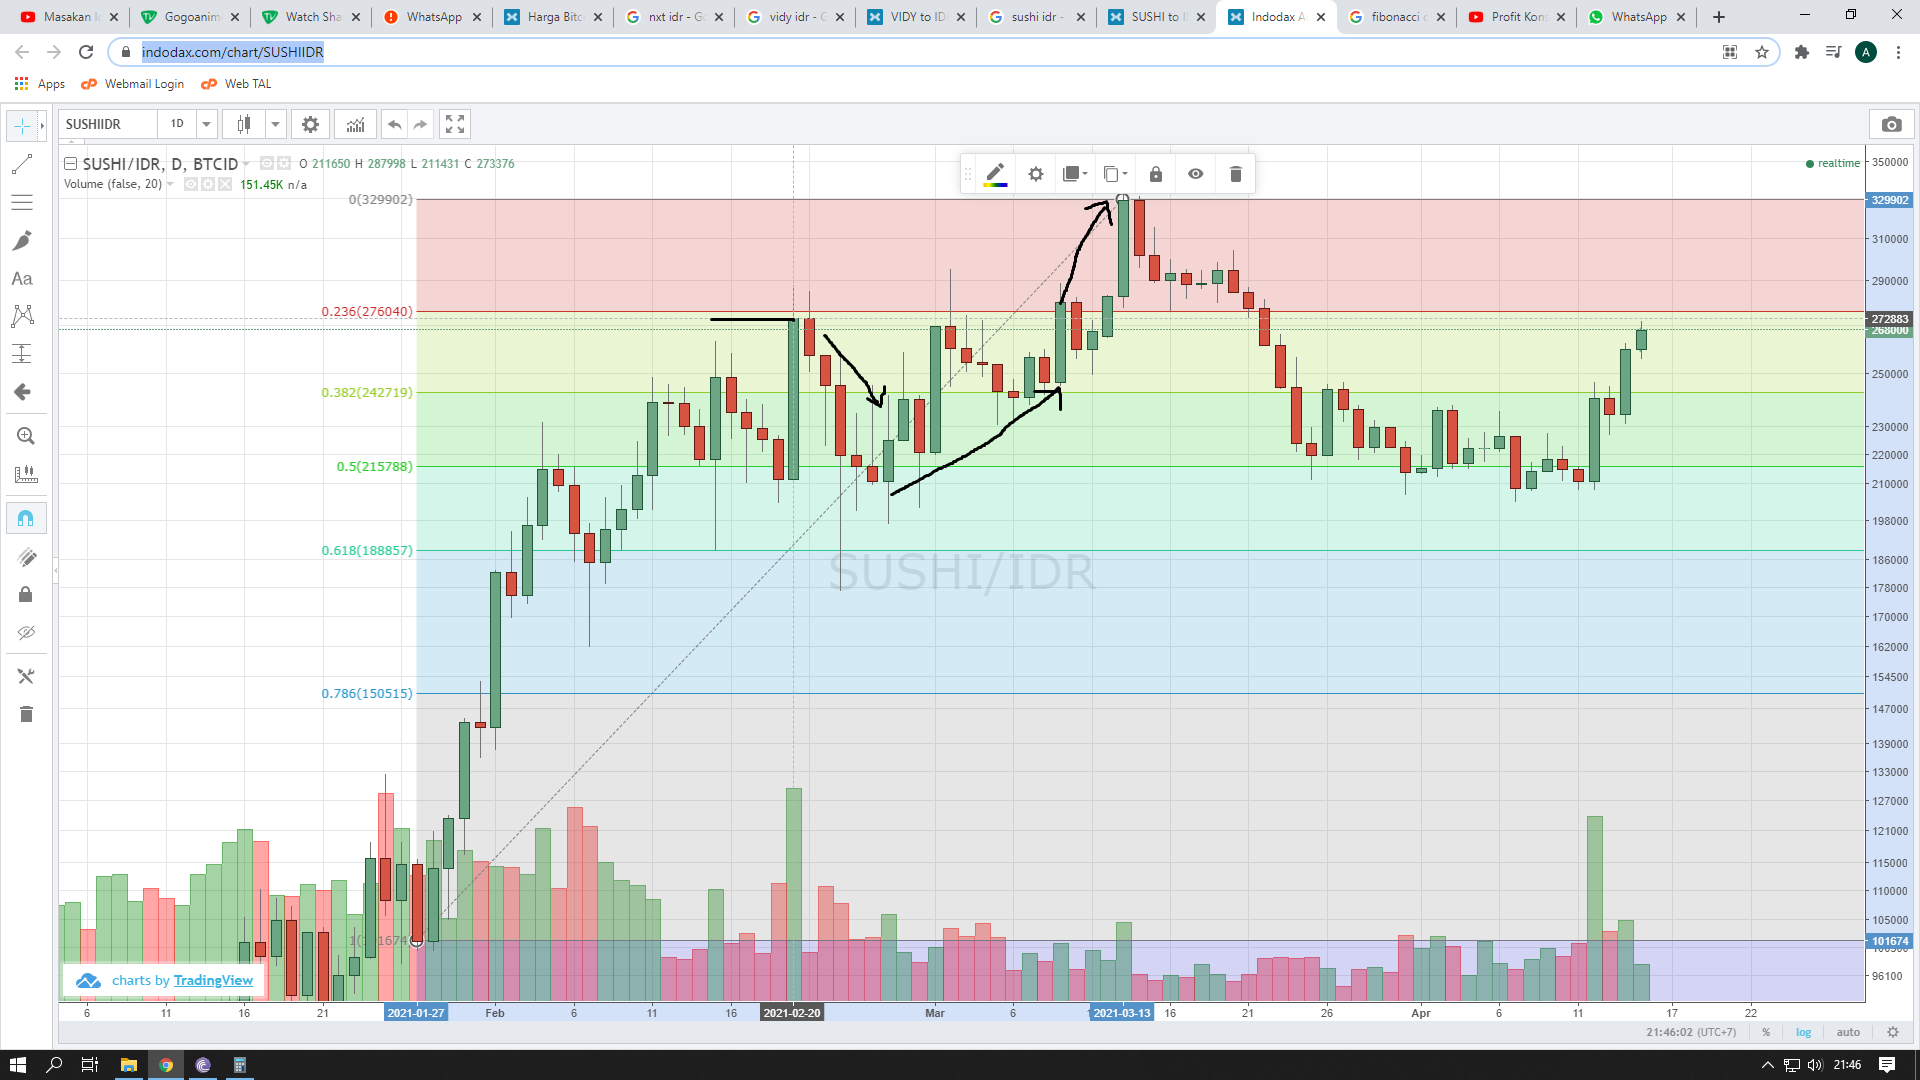 Masakan I
Gogoanim
Watch Sha
WhatsApp
Harga Bitc
nxt idr - G
vidy idr - G
VIDY to ID
sushi idr -
SUSHI to I
Indodax A
fibonacci c
Profit Kons
WhatsApp
indodax.com/chart/SUSHIIDR
A
Apps
Webmail Login
Web TAL
SUSHIIDR
1D
SUSHI/IDR, D, BTCID
O 211650 H 287998 L 211431 C 273376
realtime
Volume (false, 20)
151.45K n/a
Aa
0(329902)
0.236(276040)
0.382(242719)
0.5(215788)
0.618(188857)
0.786(150515)
SUSHI/IDR
350000
329902
310000
290000
272883
268000
250000
230000
220000
210000
198000
186000
178000
170000
162000
154500
147000
139000
133000
127000
121000
115000
110000
105000
101674
96100
charts by TradingView
6
11
16
21
2021-01-27
Feb
6
11
16
2021-02-20
Mar
6
2021-03-13
16
21
26
Apr
6
11
17
22
21:46:02 (UTC+7)
%
log
auto
21:46